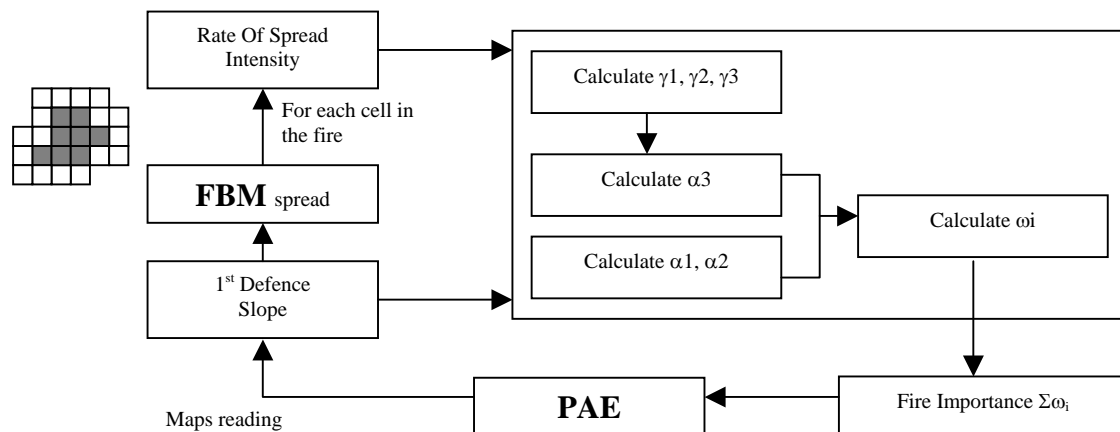 Rate Of Spread
Intensity
For each cell in
the fire
FBM spread
1st Defence
Slope
Maps reading
Calculate γ1, γ2, γ3
Calculate α3
Calculate α1, α2
Calculate ωi
Fire Importance Σωi
PAE